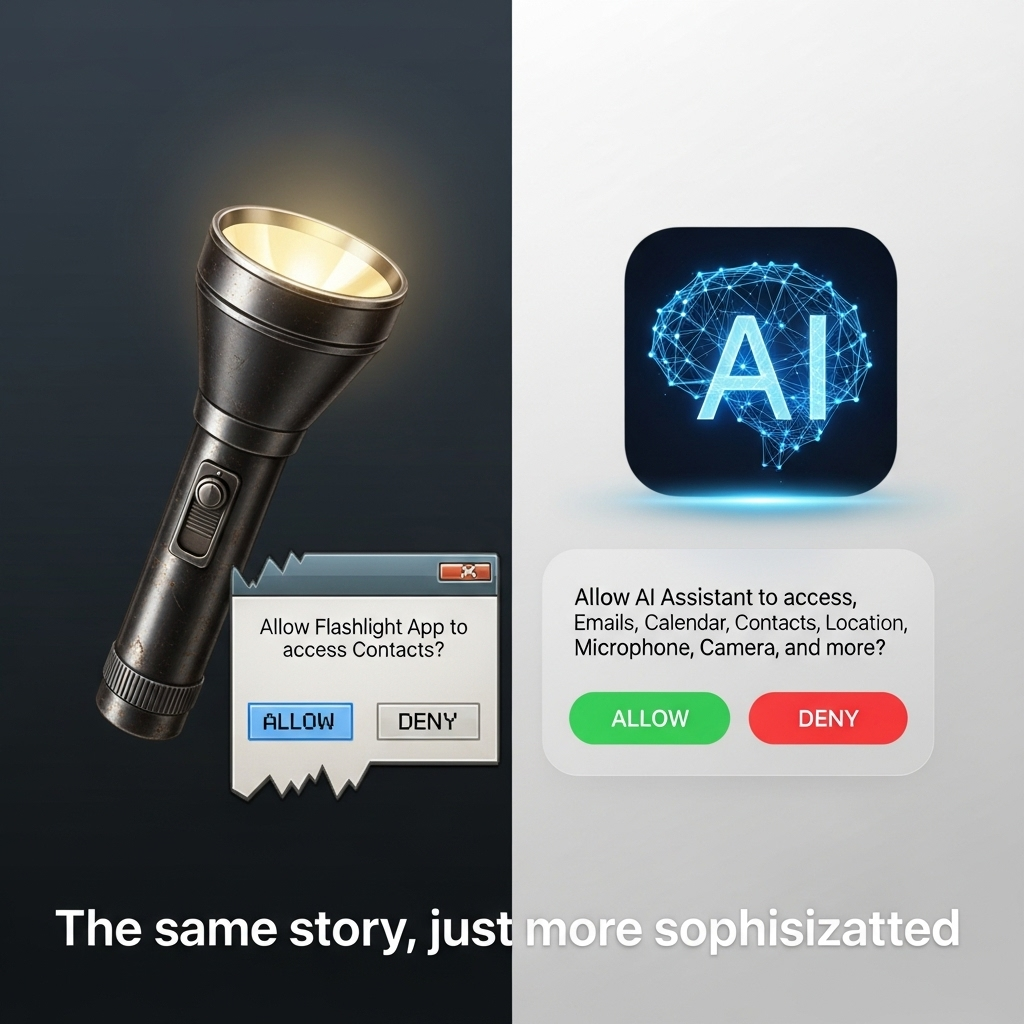 AI
Allow Flashlight App to
access Contacts?
ALLOW
DENY
Allow AI Assistant to access,
Emails, Calendar, Contacts, Location,
Microphone, Camera, and more?
ALLOW
DENY
The same story, just more sophisizatted